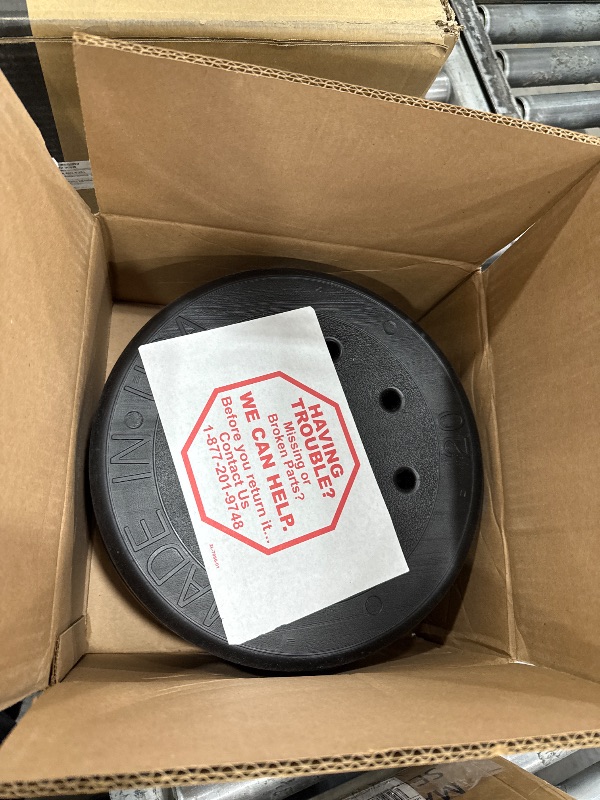 HAVING
TROUBLE?
Missing or
Broken Parts?
WE CAN HELP.
Before you return it...
Contact Us
1-877-201-9748
MADE IN
20